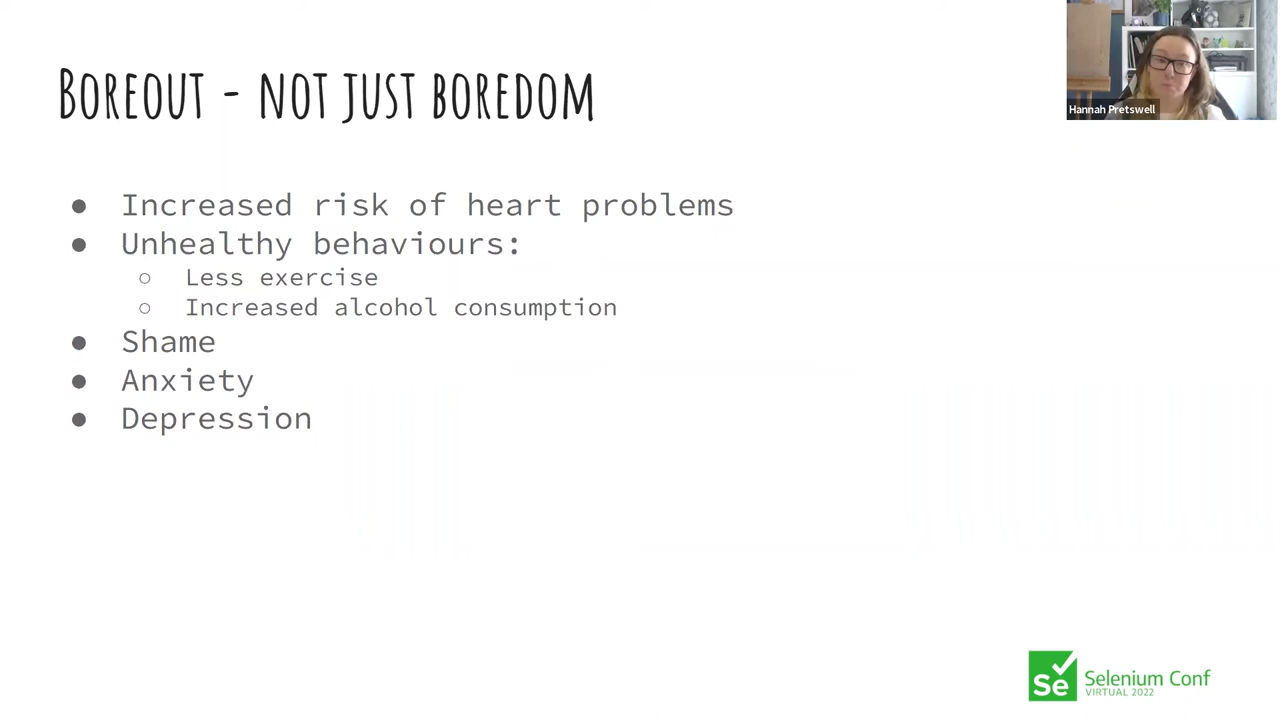 Boreout - not just boredom
Hannah Pretswell
● Increased risk of heart problems
● Unhealthy behaviours:
○ Less exercise
○ Increased alcohol consumption
● Shame
● Anxiety
● Depression
Se
Selenium Conf
VIRTUAL 2022